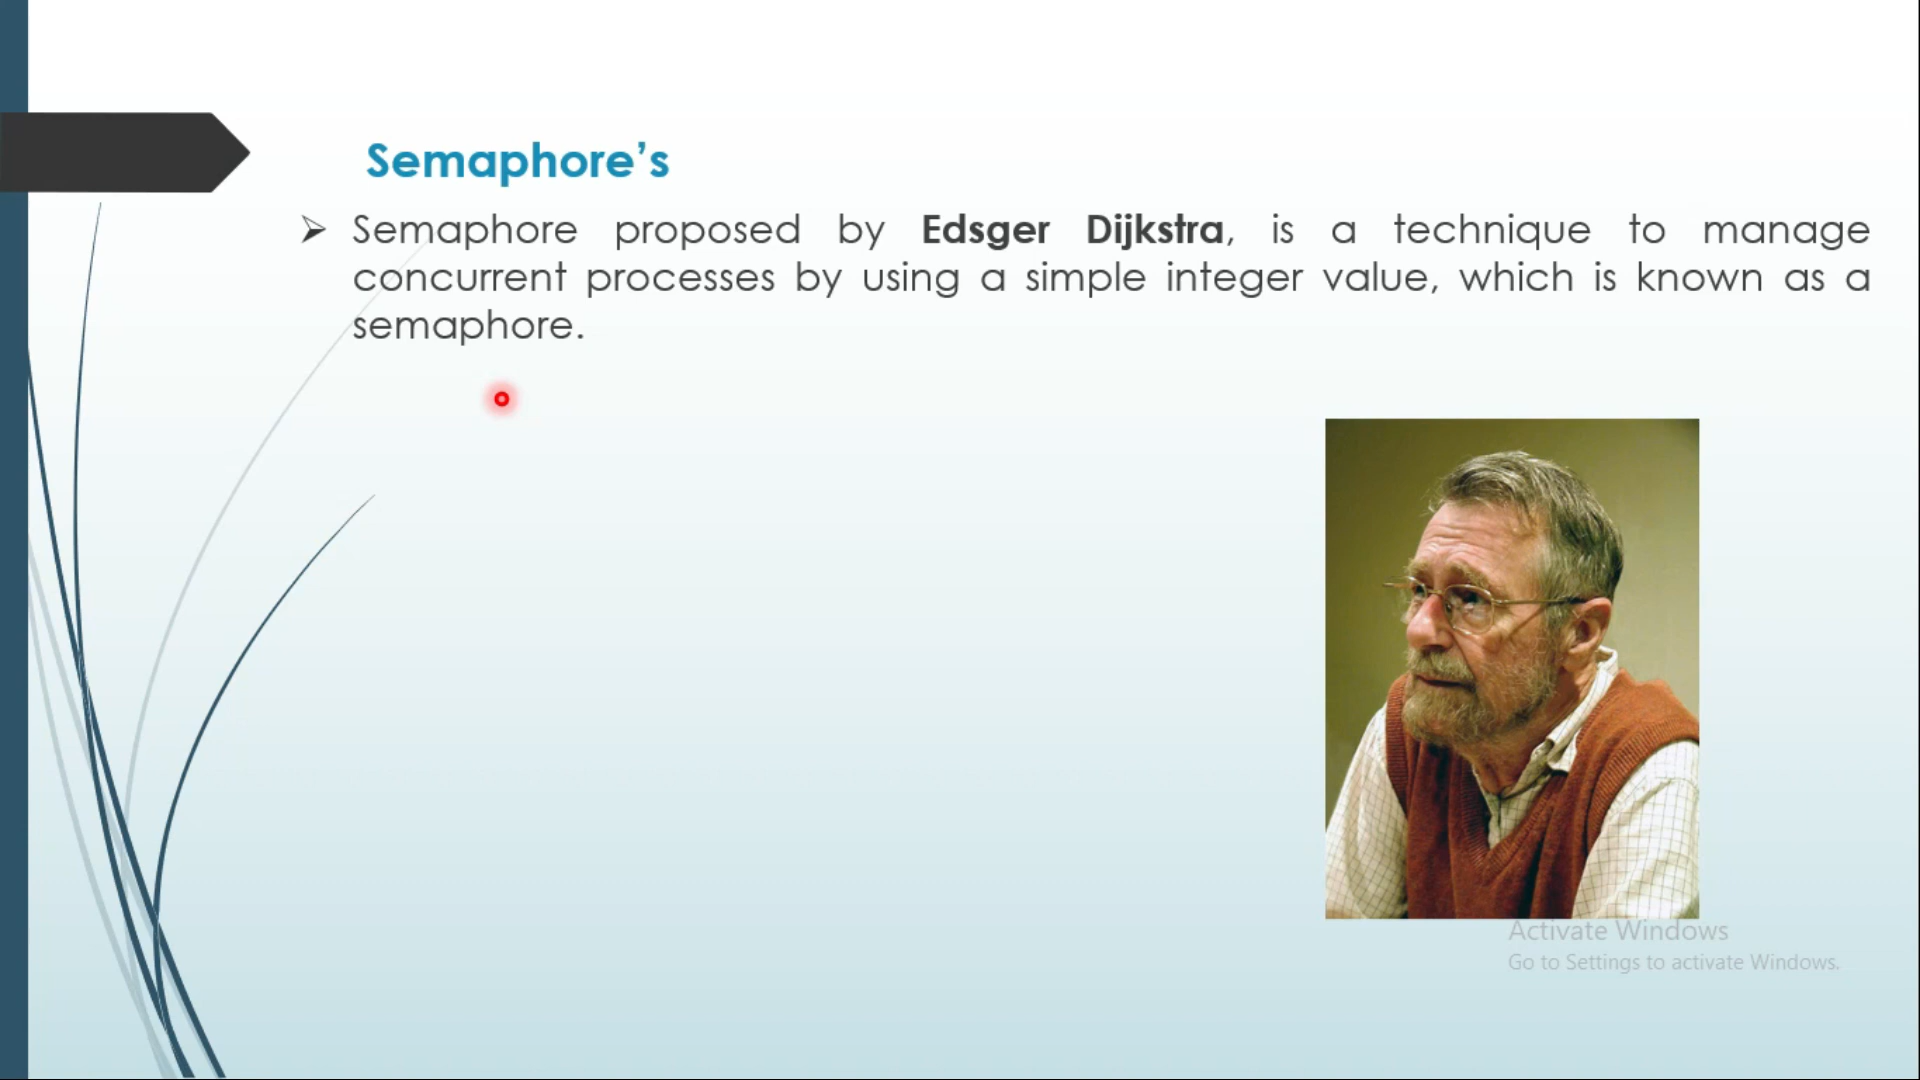 Semaphore’s
Semaphore proposed by Edsger Dijkstra, is a technique to manage
concurrent processes by using a simple integer value, which is known as a
semaphore.
Activate Windows
Go to Settings to activate Windows.